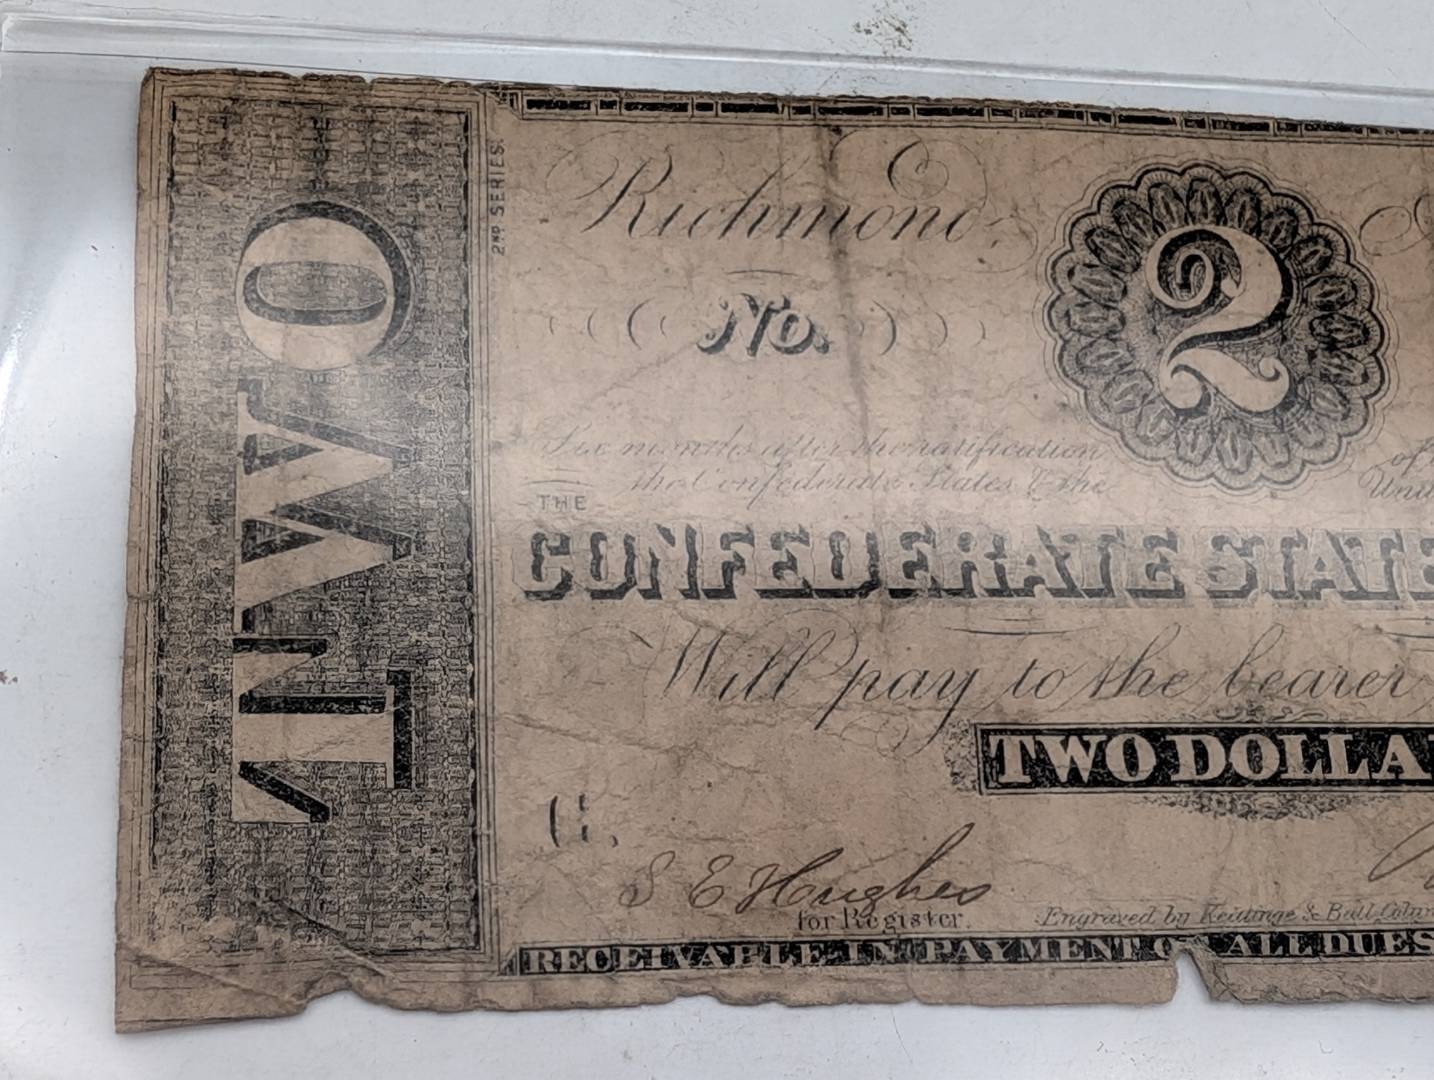 TWO
2ND SERIES.
Richmond,
No.
2
Six months after the ratification of
that Confederate States & the
THE
CONFEDERATE STATE
Will pay to the bearer
TWO DOLLA
G.
S E Hughes
for Register.
Engraved by Keatinge & Ball, Colum
RECEIVABLE IN PAYMENT OF ALL DUES